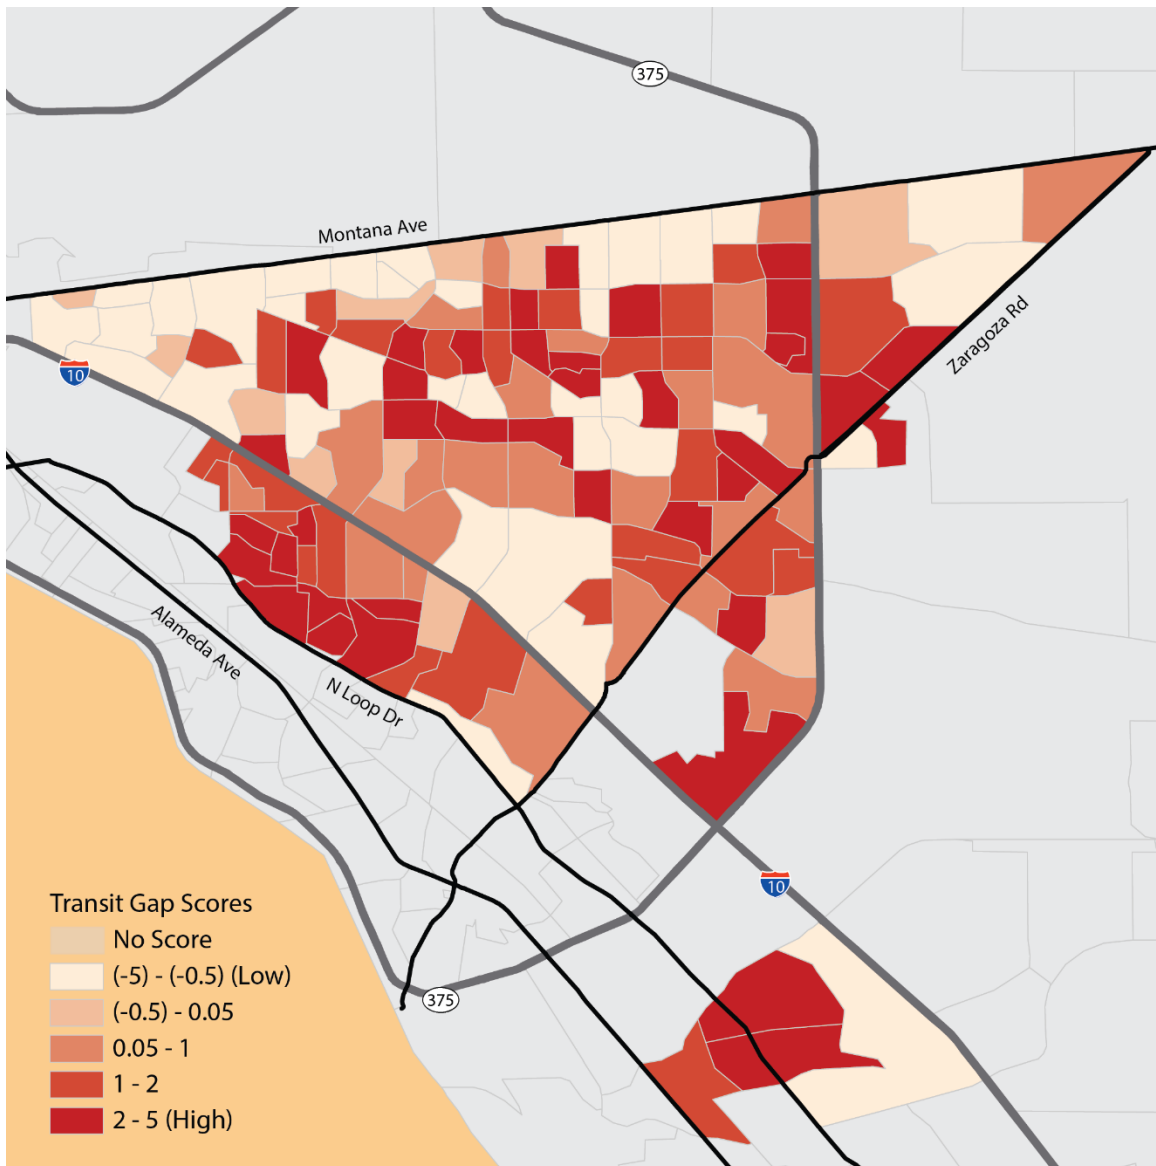 375
Montana Ave
Zaragoza Rd
10
Alameda Ave
N Loop Dr
10
375
Transit Gap Scores
No Score
(-5) - (-0.5) (Low)
(-0.5) - 0.05
0.05 - 1
1 - 2
2 - 5 (High)